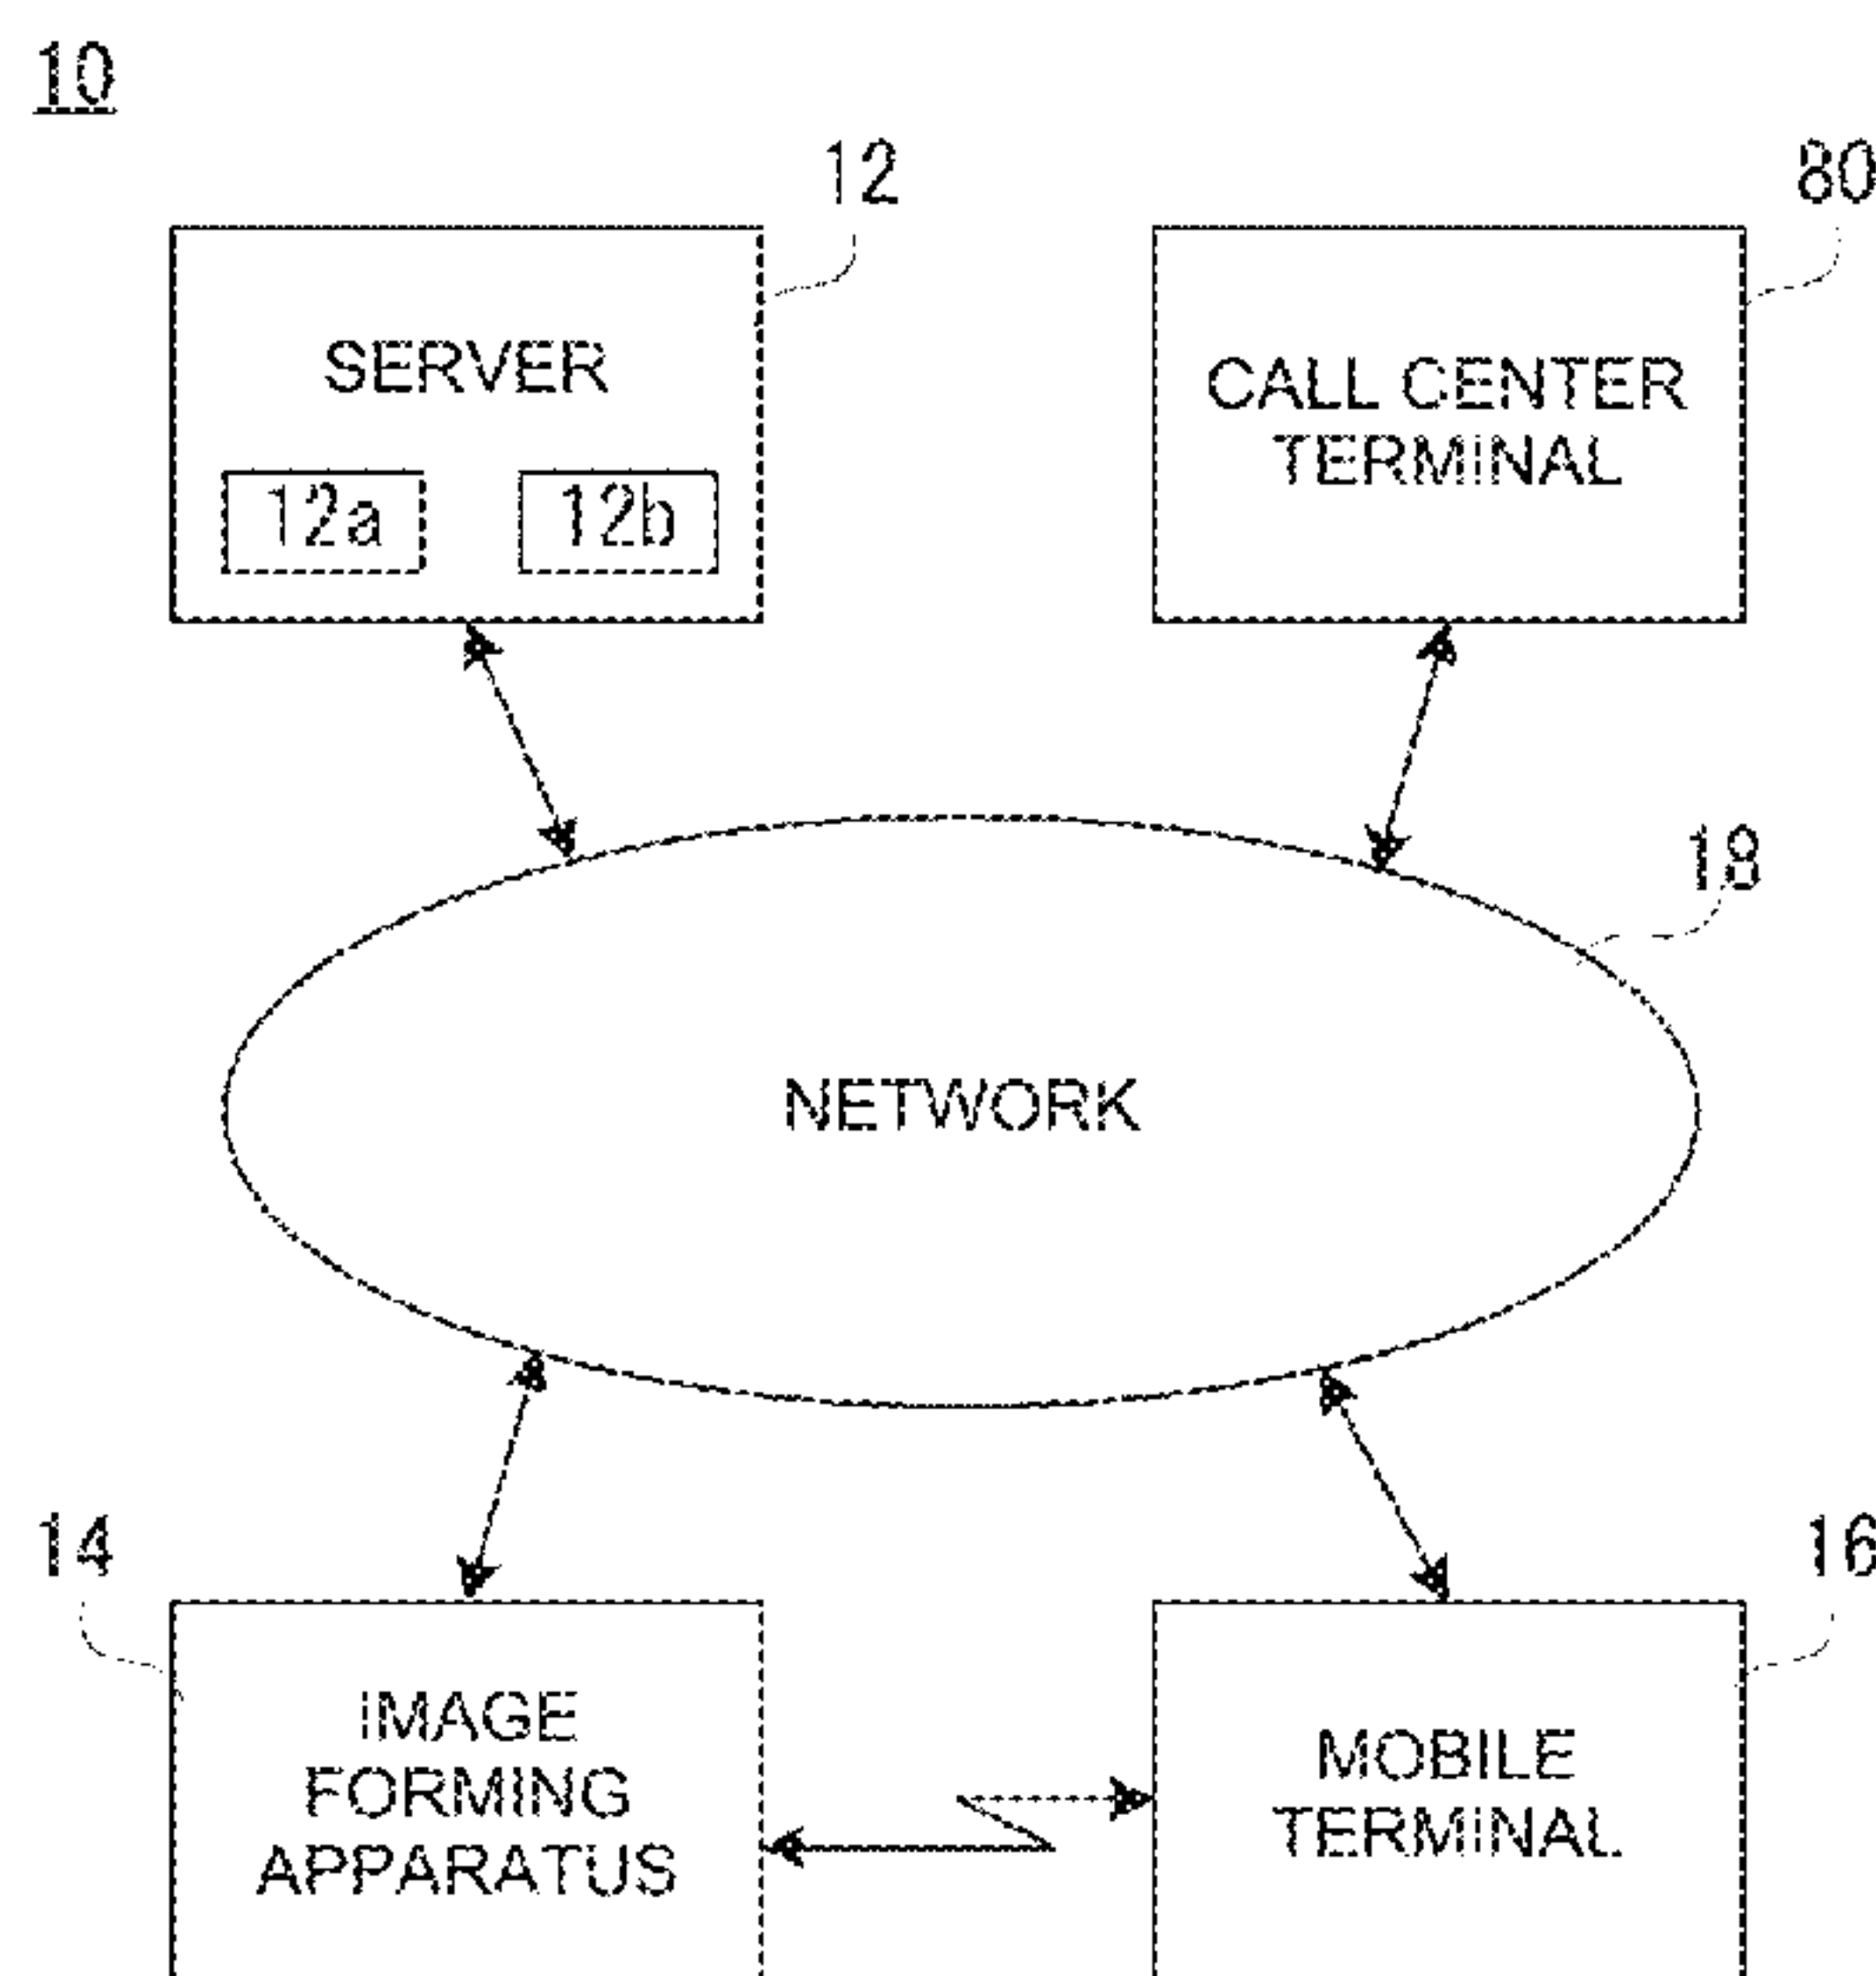 10
12
80
SERVER
12a 12b
CALL CENTER
TERMINAL
18
NETWORK
14
16
IMAGE
FORMING
APPARATUS
MOBILE
TERMINAL